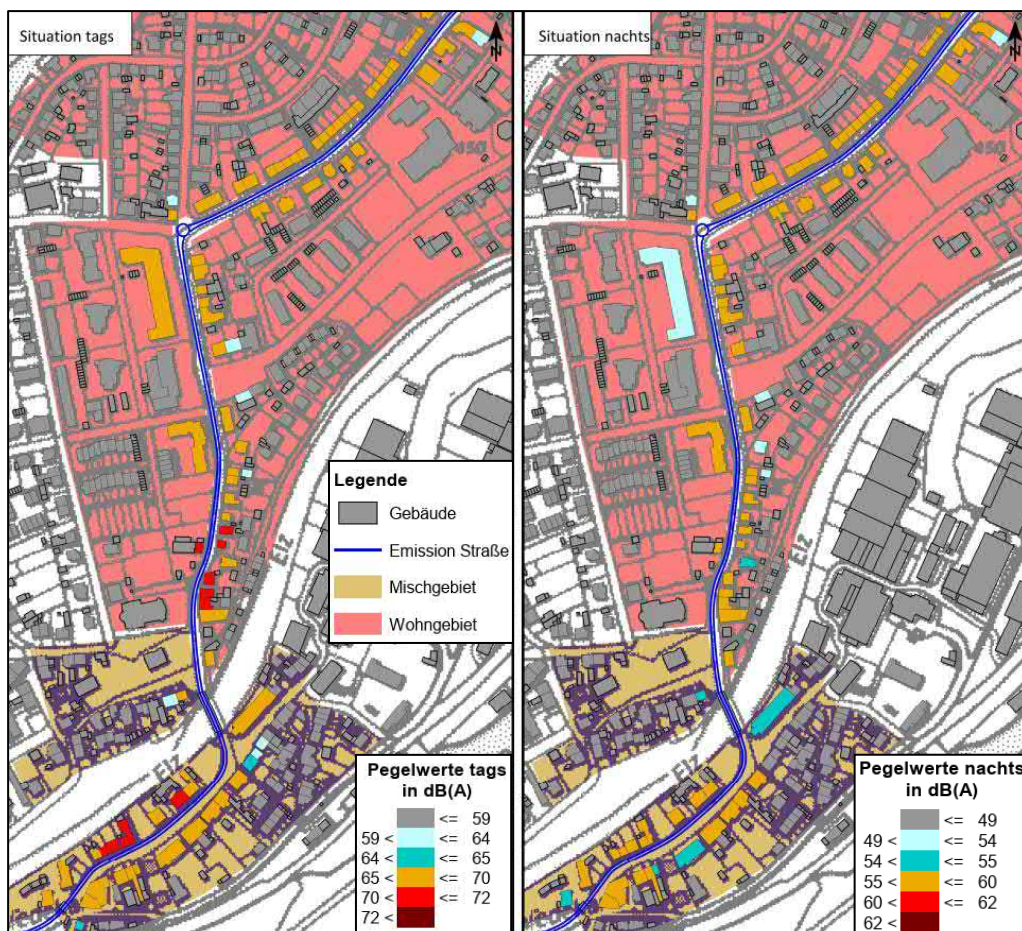 Situation tags
N
Legende
Gebäude
Emission Straße
Mischgebiet
Wohngebiet
Elz
Elz
Pegelwerte tags
in dB(A)
<= 59
59 < <= 64
64 < <= 65
65 < <= 70
70 < <= 72
72 <
Situation nachts
N
Elz
Elz
Pegelwerte nachts
in dB(A)
<= 49
49 < <= 54
54 < <= 55
55 < <= 60
60 < <= 62
62 <